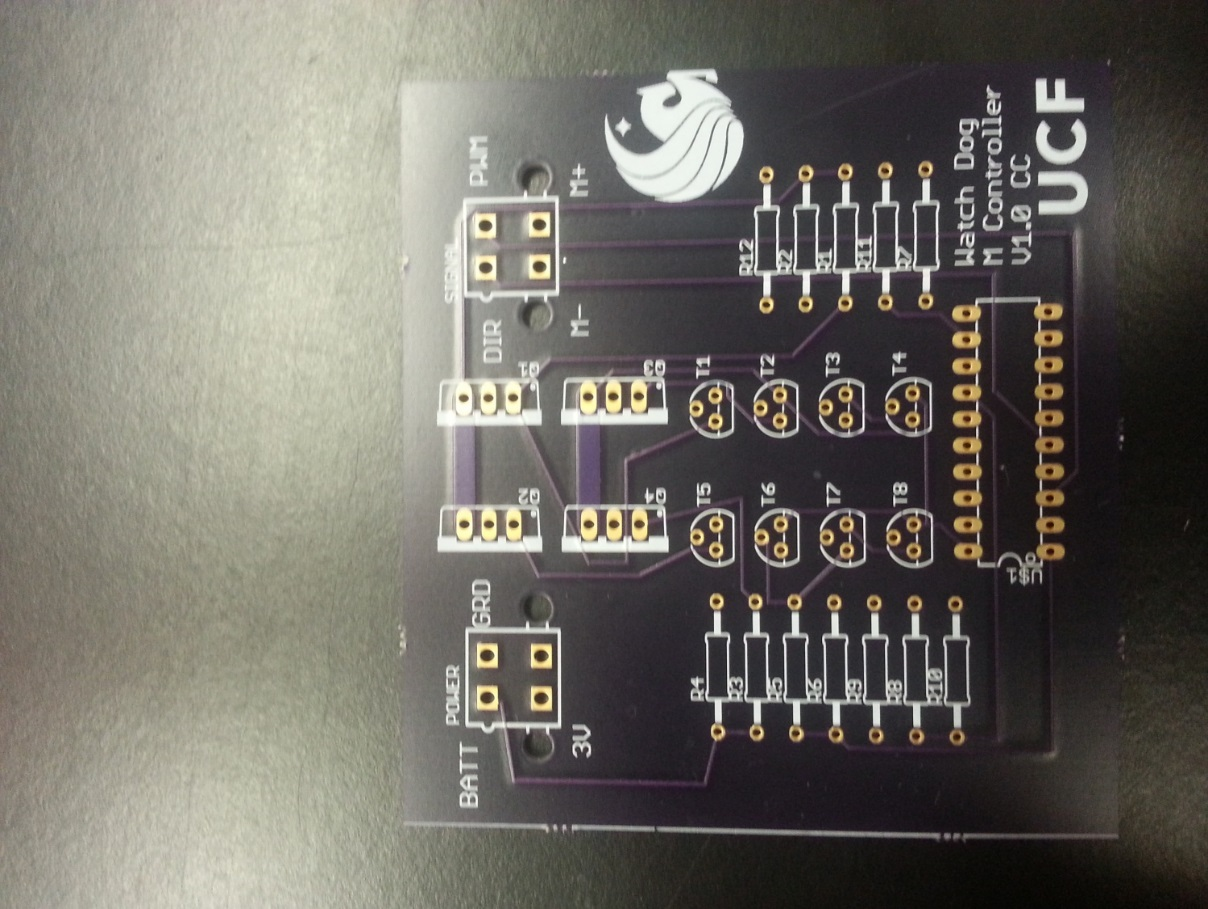 BATT
POWER
GRD
3V
DIR
SIGNAL
PWM
M-
M+
T5
T1
T6
T2
T7
T3
T8
T4
R4
R3
R5
R6
R9
R8
R10
R12
R2
R1
R11
R7
Watch Dog
M Controller
V1.0 CC
UCF